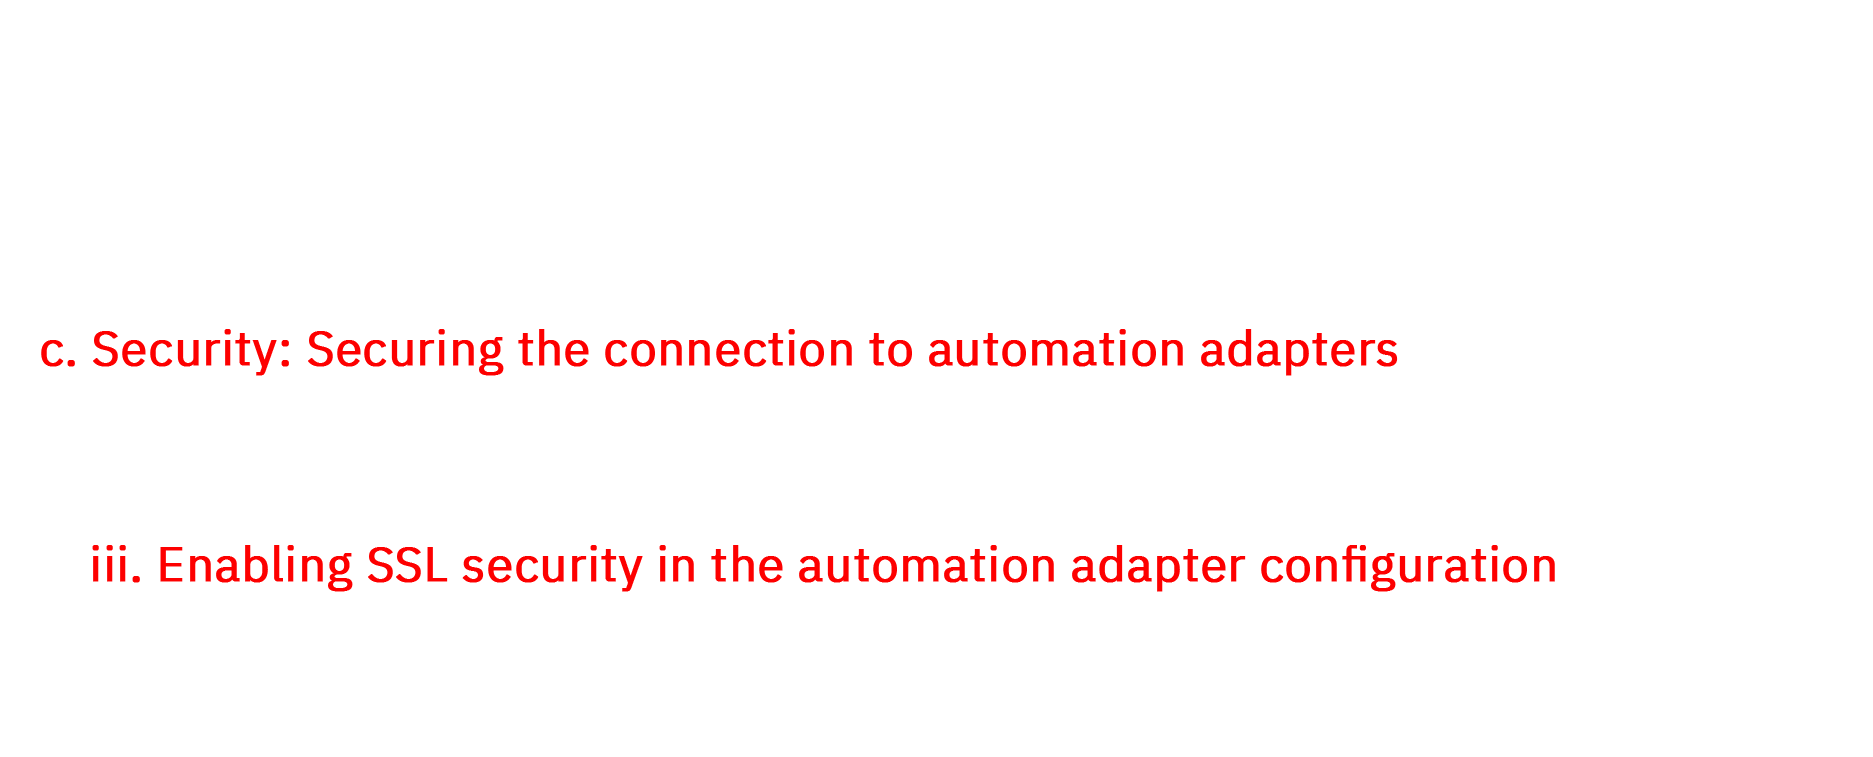 c. Security: Securing the connection to automation adapters
iii. Enabling SSL security in the automation adapter configuration